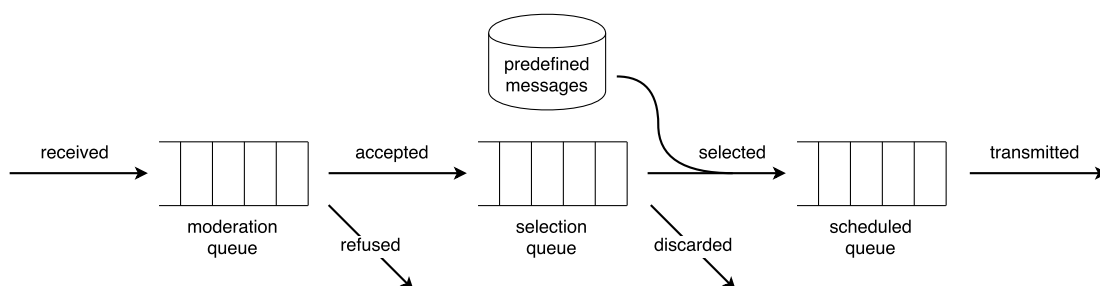 predefined
messages
received
accepted
selected
transmitted
moderation
queue
refused
selection
queue
discarded
scheduled
queue